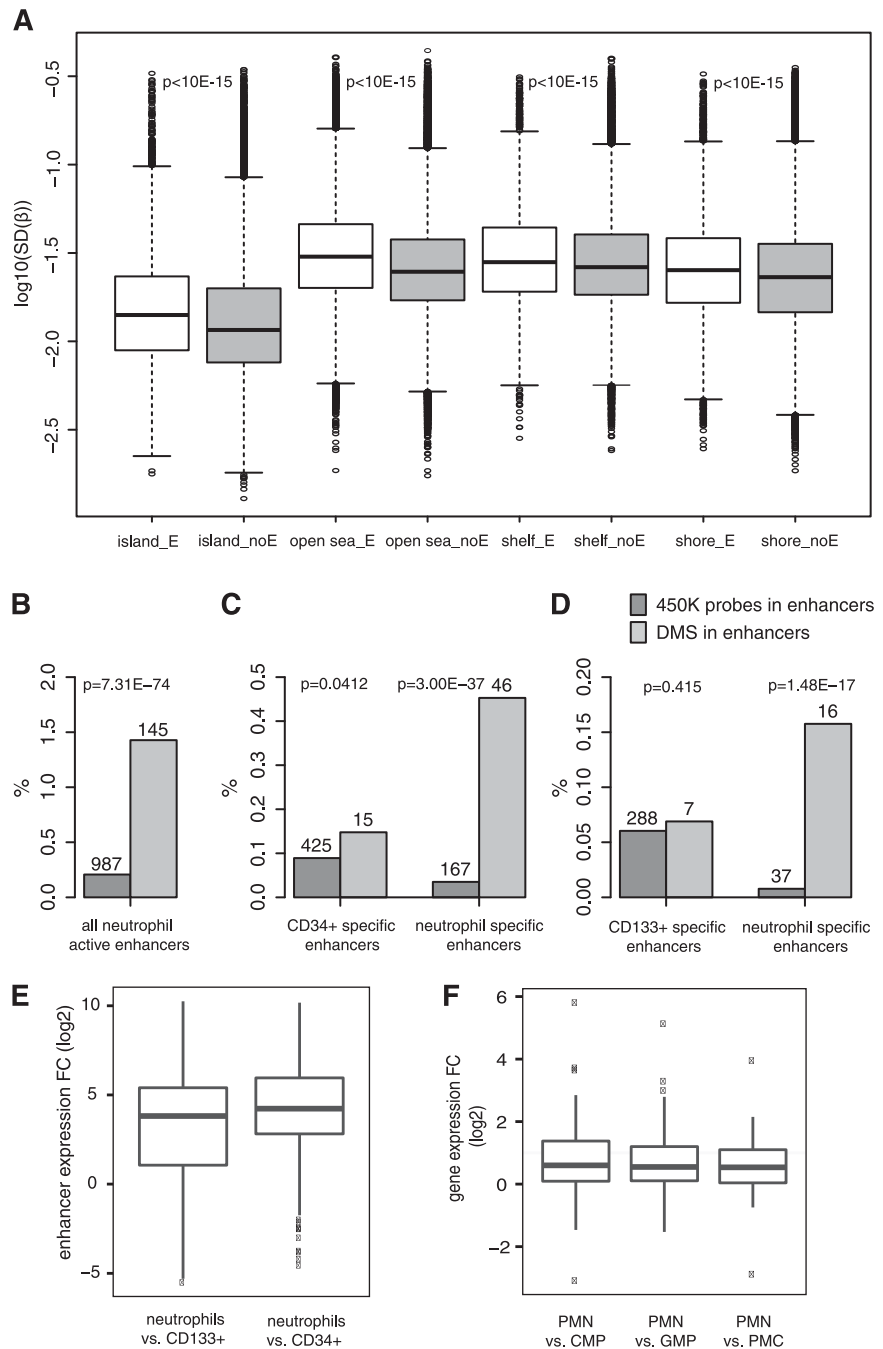 A
p<10E-15 p<10E-15 p<10E-15 p<10E-15
log10(SD(β))
−0.5
−1.0
−1.5
−2.0
−2.5
island_E island_noE open sea_E open sea_noE shelf_E shelf_noE shore_E shore_noE
B
%
2.0
1.5
1.0
0.5
0.0
p=7.31E−74
987
145
all neutrophil
active enhancers
C
%
0.5
0.4
0.3
0.2
0.1
0.0
p=0.0412
p=3.00E−37
425
15
167
46
CD34+ specific
enhancers
neutrophil specific
enhancers
D
450K probes in enhancers
DMS in enhancers
%
0.20
0.15
0.10
0.05
0.00
p=0.415
p=1.48E−17
288
7
37
16
CD133+ specific
enhancers
neutrophil specific
enhancers
E
enhancer expression FC (log2)
10
5
0
−5
neutrophils
vs. CD133+
neutrophils
vs. CD34+
F
gene expression FC
(log2)
6
4
2
0
−2
PMN
vs. CMP
PMN
vs. GMP
PMN
vs. PMC